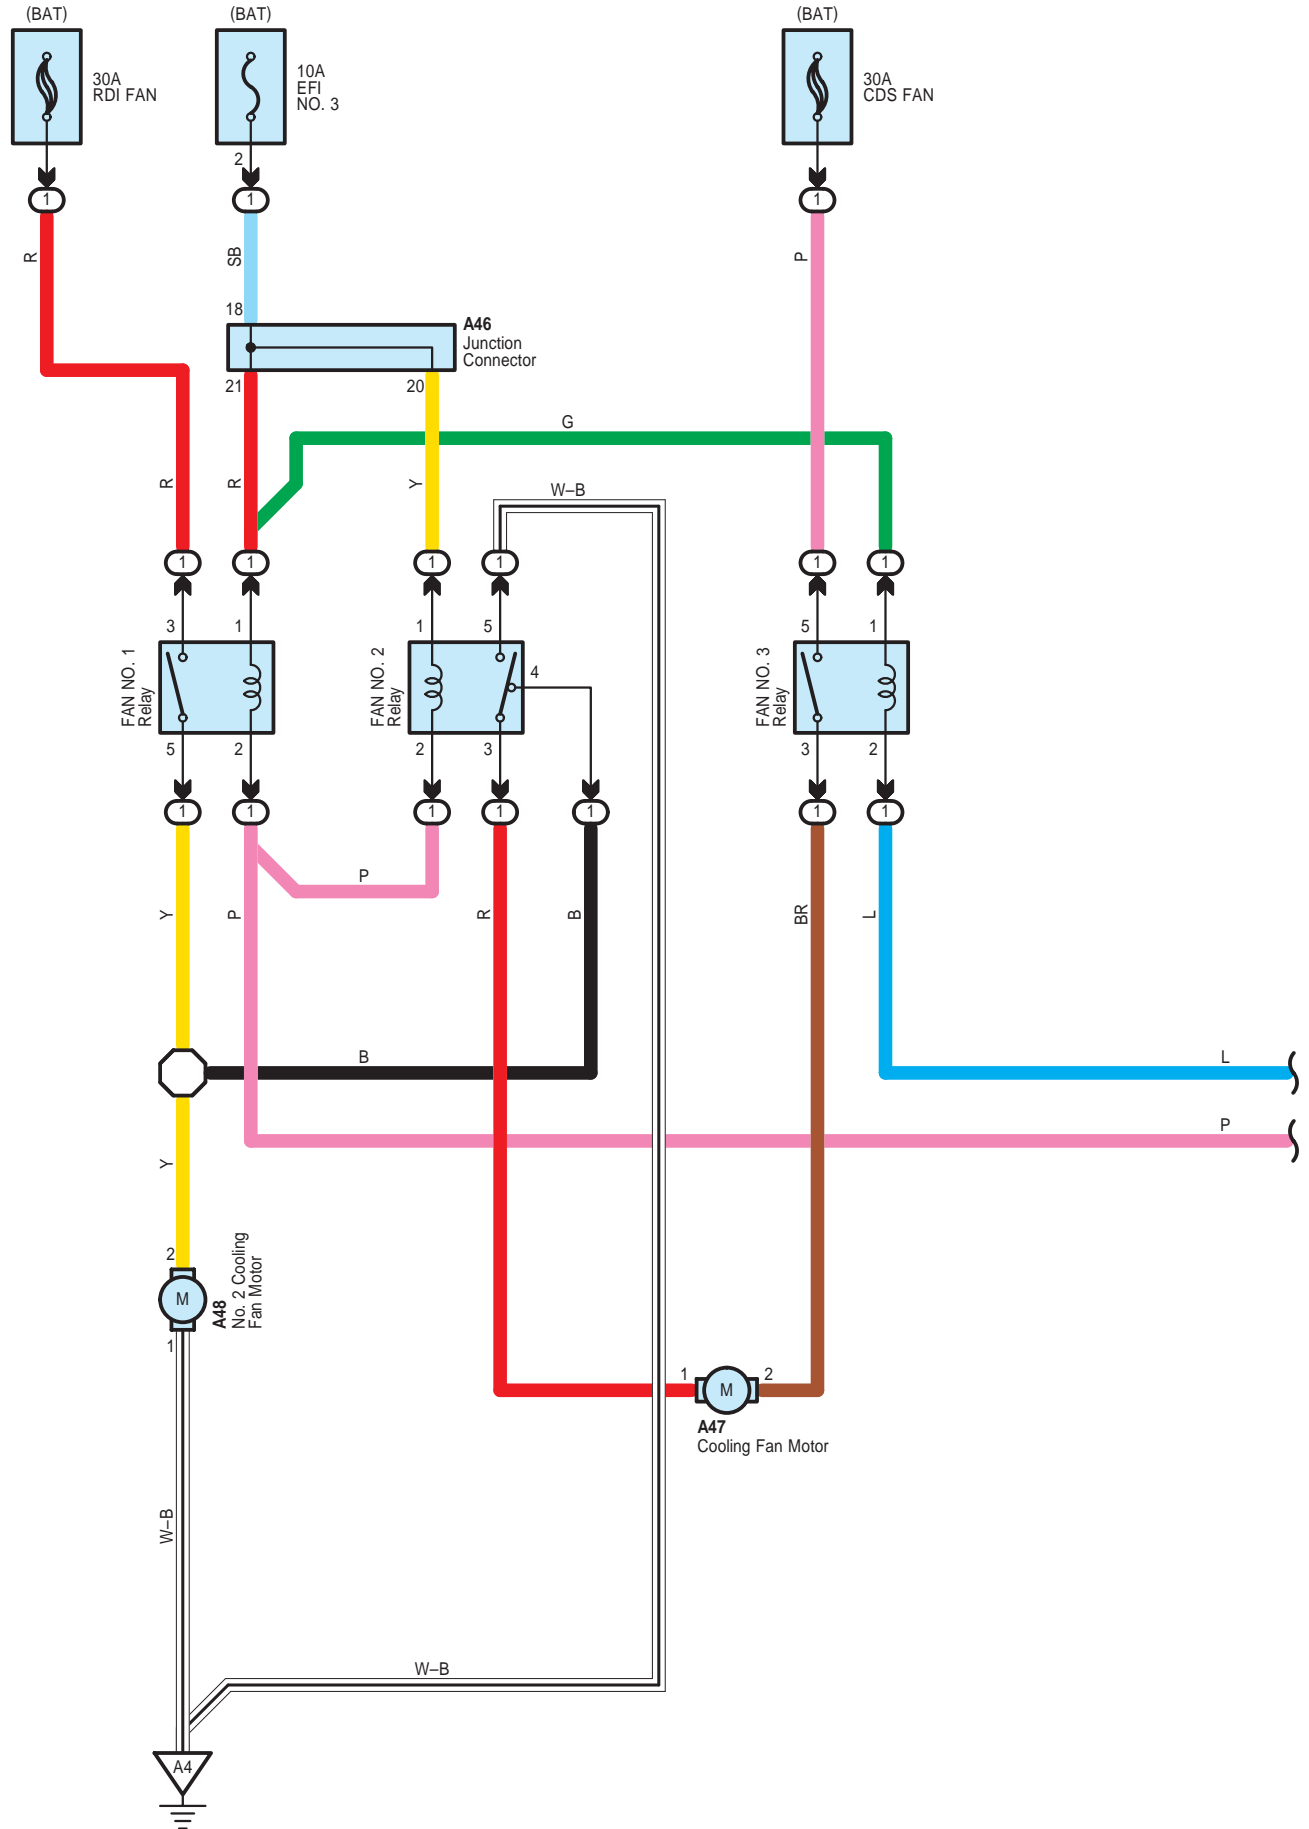 (BAT)
(BAT)
(BAT)
30A
RDI FAN
10A
EFI
NO. 3
30A
CDS FAN
2
1
1
1
R
SB
P
18
A46
Junction
Connector
21
20
G
R
R
Y
W–B
1
1
1
1
1
1
3
1
1
5
5
1
FAN NO. 1
Relay
FAN NO. 2
Relay
4
FAN NO. 3
Relay
5
2
2
3
3
2
1
1
1
1
1
1
1
P
Y
P
R
B
BR
L
B
L
P
Y
2
M
A48
No. 2 Cooling
Fan Motor
1
1
M
2
A47
Cooling Fan Motor
W–B
W–B
A4